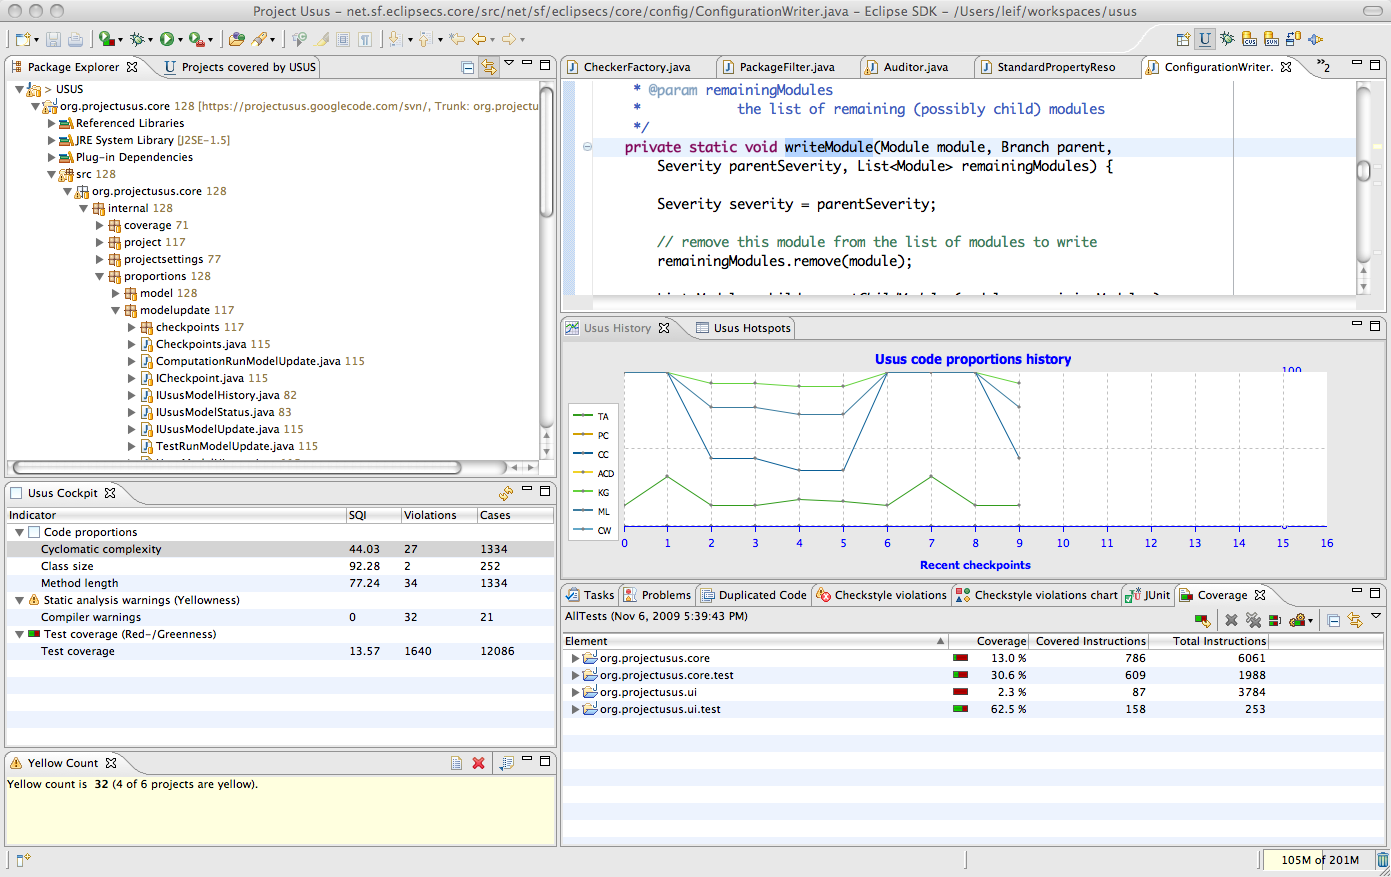 Project Usus – net.sf.eclipsecs.core/src/net/sf/eclipsecs/core/config/ConfigurationWriter.java – Eclipse SDK – /Users/leif/workspaces/usus
Package Explorer
Projects covered by USUS
> USUS
org.projectusus.core 128 [https://projectusus.googlecode.com/svn/, Trunk: org.projectu
Referenced Libraries
JRE System Library [J2SE-1.5]
Plug-in Dependencies
src 128
org.projectusus.core 128
internal 128
coverage 71
project 117
projectsettings 77
proportions 128
model 128
modelupdate 117
checkpoints 117
Checkpoints.java 115
ComputationRunModelUpdate.java 115
ICheckpoint.java 115
IUsusModelHistory.java 82
IUsusModelStatus.java 83
IUsusModelUpdate.java 115
TestRunModelUpdate.java 115
CheckerFactory.java
PackageFilter.java
Auditor.java
StandardPropertyReso
ConfigurationWriter.
»2
* @param remainingModules
* the list of remaining (possibly child) modules
*/
private static void writeModule(Module module, Branch parent,
Severity parentSeverity, List<Module> remainingModules) {
Severity severity = parentSeverity;
// remove this module from the list of modules to write
remainingModules.remove(module);
Usus History
Usus Hotspots
Usus code proportions history
100
TA
PC
CC
ACD
KG
ML
CW
0
0 1 2 3 4 5 6 7 8 9 10 11 12 13 14 15 16
Recent checkpoints
Usus Cockpit
Indicator SQI Violations Cases
Code proportions
Cyclomatic complexity 44.03 27 1334
Class size 92.28 2 252
Method length 77.24 34 1334
Static analysis warnings (Yellowness)
Compiler warnings 0 32 21
Test coverage (Red-/Greenness)
Test coverage 13.57 1640 12086
Tasks
Problems
Duplicated Code
Checkstyle violations
Checkstyle violations chart
JUnit
Coverage
AllTests (Nov 6, 2009 5:39:43 PM)
Element Coverage Covered Instructions Total Instructions
org.projectusus.core 13.0 % 786 6061
org.projectusus.core.test 30.6 % 609 1988
org.projectusus.ui 2.3 % 87 3784
org.projectusus.ui.test 62.5 % 158 253
Yellow Count
Yellow count is 32 (4 of 6 projects are yellow).
105M of 201M